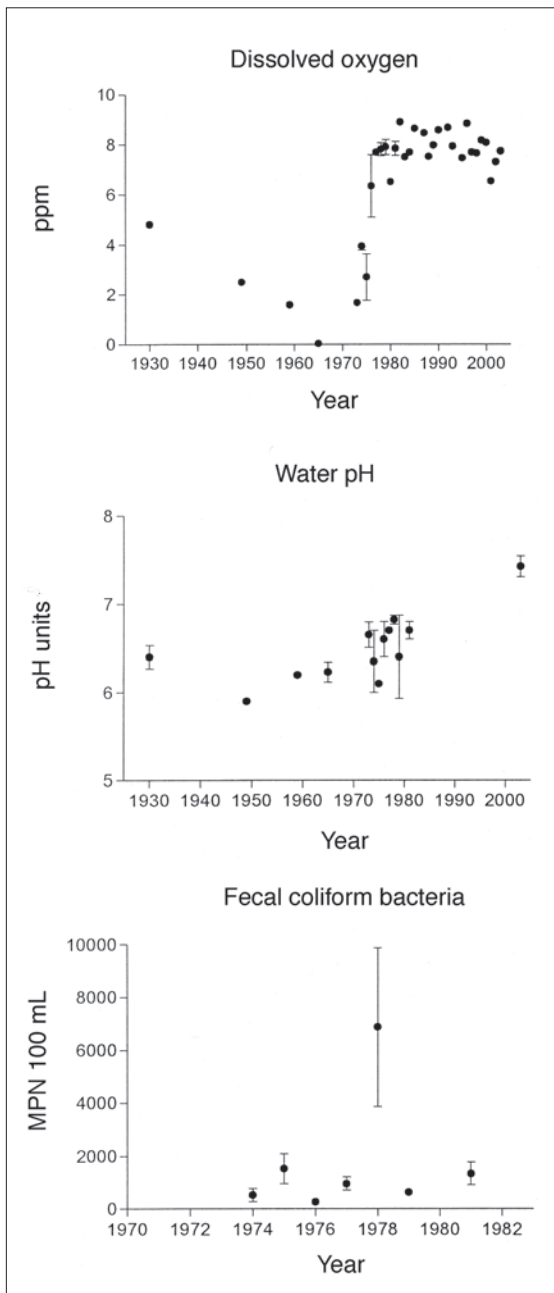 Dissolved oxygen
10
8
6
4
2
0
ppm
1930 1940 1950 1960 1970 1980 1990 2000
Year
Water pH
8
7
6
5
pH units
1930 1940 1950 1960 1970 1980 1990 2000
Year
Fecal coliform bacteria
10000
8000
6000
4000
2000
0
MPN 100 mL
1970 1972 1974 1976 1978 1980 1982
Year